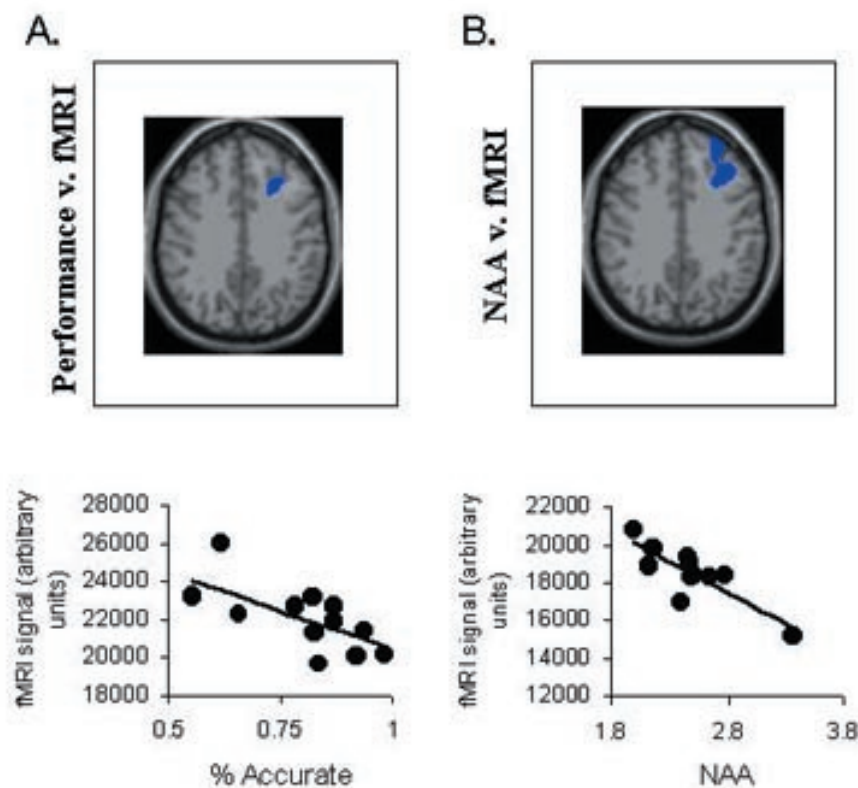 A.
Performance v. fMRI
28000
26000
24000
22000
20000
18000
fMRI signal (arbitrary
units)
0.5
0.75
1
% Accurate
B.
NAA v. fMRI
22000
20000
18000
16000
14000
12000
fMRI signal (arbitrary
units)
1.8
2.8
3.8
NAA